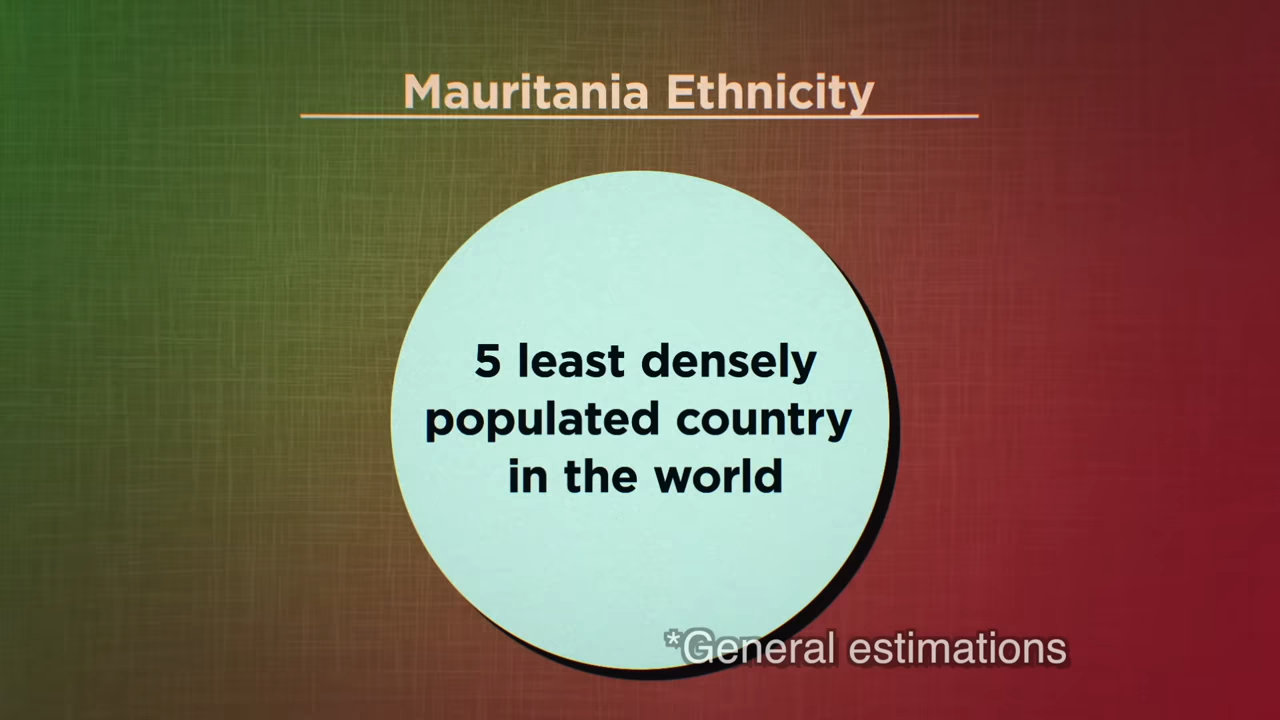 Mauritania Ethnicity
5 least densely
populated country
in the world
*General estimations